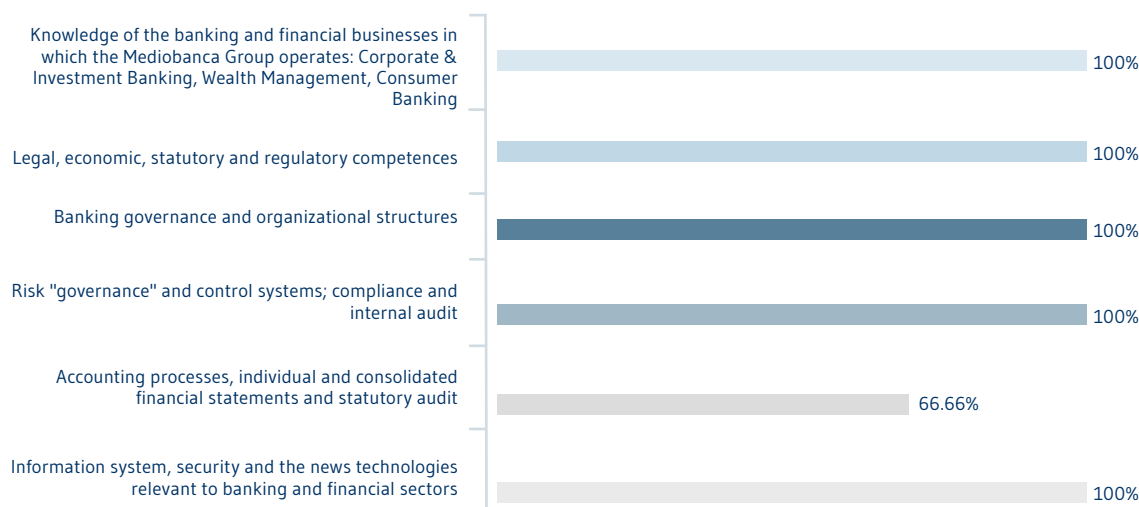 Knowledge of the banking and financial businesses in
which the Mediobanca Group operates: Corporate &
Investment Banking, Wealth Management, Consumer
Banking
100%
Legal, economic, statutory and regulatory competences
100%
Banking governance and organizational structures
100%
Risk "governance" and control systems; compliance and
internal audit
100%
Accounting processes, individual and consolidated
financial statements and statutory audit
66.66%
Information system, security and the news technologies
relevant to banking and financial sectors
100%